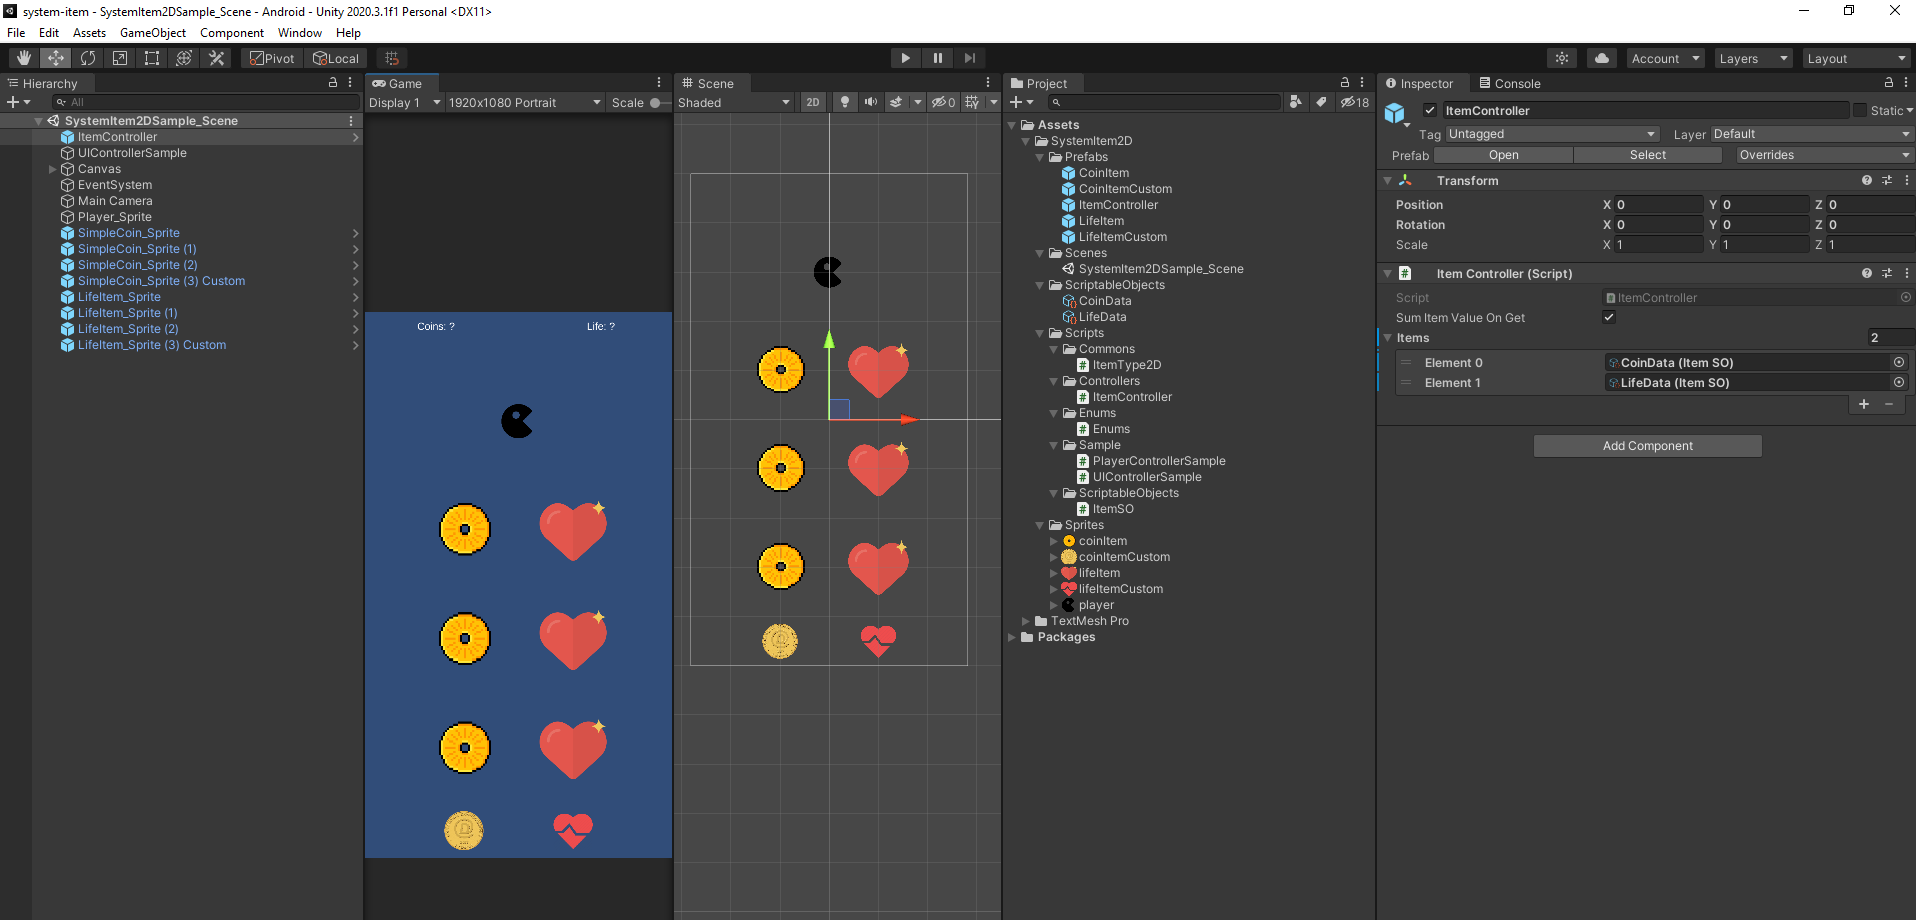 system-item - SystemItem2DSample_Scene - Android - Unity 2020.3.1f1 Personal <DX11>
File Edit Assets GameObject Component Window Help
Pivot Local Account Layers Layout
Hierarchy
All
SystemItem2DSample_Scene
ItemController
UIControllerSample
Canvas
EventSystem
Main Camera
Player_Sprite
SimpleCoin_Sprite
SimpleCoin_Sprite (1)
SimpleCoin_Sprite (2)
SimpleCoin_Sprite (3) Custom
LifeItem_Sprite
LifeItem_Sprite (1)
LifeItem_Sprite (2)
LifeItem_Sprite (3) Custom
Game
Display 1 1920x1080 Portrait Scale
Coins: ? Life: ?
Scene
Shaded 2D 0
Project
18
Assets
SystemItem2D
Prefabs
CoinItem
CoinItemCustom
ItemController
LifeItem
LifeItemCustom
Scenes
SystemItem2DSample_Scene
ScriptableObjects
CoinData
LifeData
Scripts
Commons
ItemType2D
Controllers
ItemController
Enums
Enums
Sample
PlayerControllerSample
UIControllerSample
ScriptableObjects
ItemSO
Sprites
coinItem
coinItemCustom
lifeItem
lifeItemCustom
player
TextMesh Pro
Packages
Inspector Console
ItemController Static
Tag Untagged Layer Default
Prefab Open Select Overrides
Transform
Position X 0 Y 0 Z 0
Rotation X 0 Y 0 Z 0
Scale X 1 Y 1 Z 1
# Item Controller (Script)
Script ItemController
Sum Item Value On Get
Items 2
Element 0 CoinData (Item SO)
Element 1 LifeData (Item SO)
+ −
Add Component